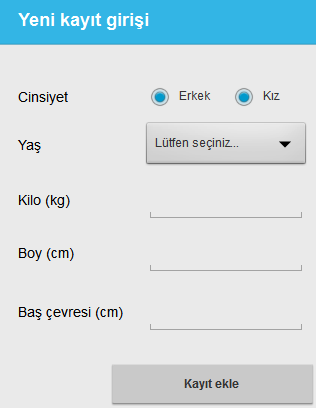 Yeni kayıt girişi
Cinsiyet Erkek Kız
Yaş Lütfen seçiniz...
Kilo (kg)
Boy (cm)
Baş çevresi (cm)
Kayıt ekle